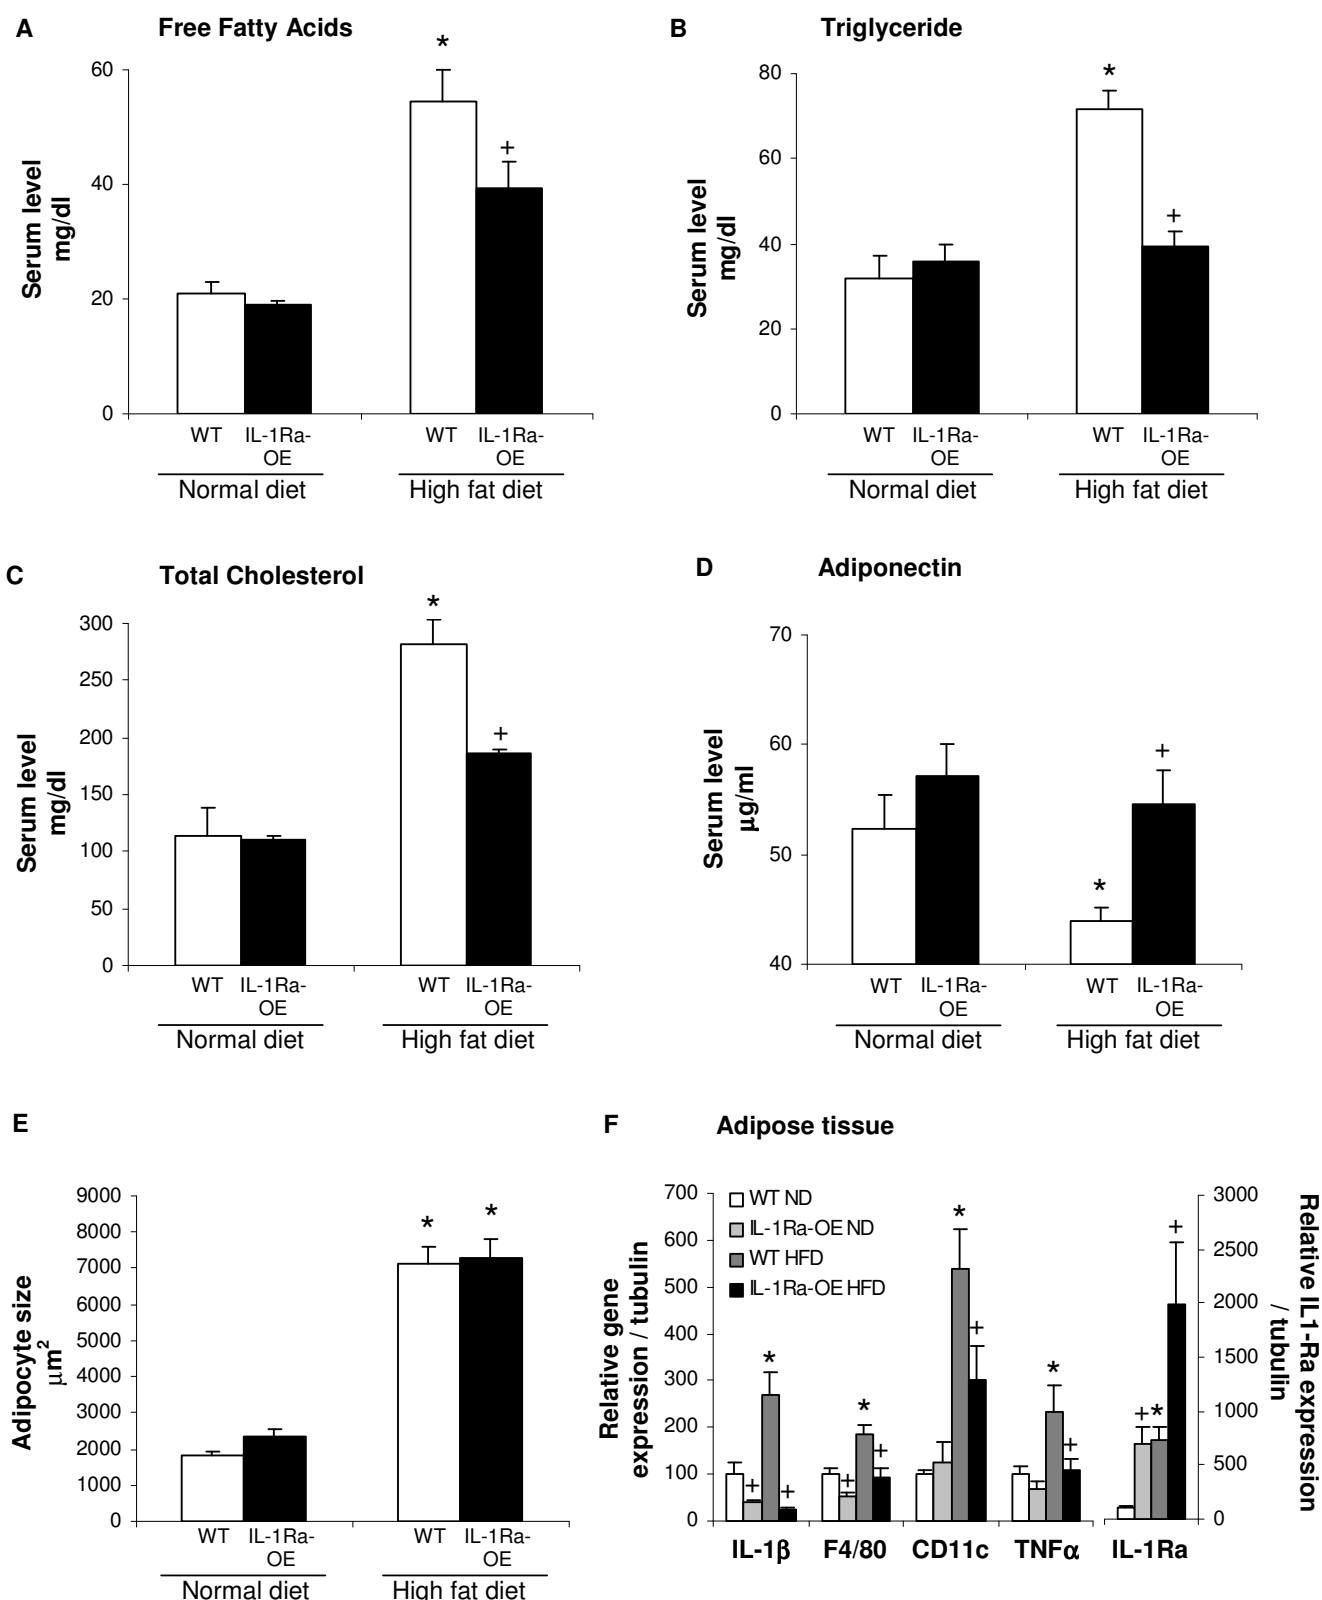 A
Free Fatty Acids
*
60
+
40
20
0
Serum level
mg/dl
WT IL-1Ra-
OE
WT IL-1Ra-
OE
Normal diet
High fat diet
B
Triglyceride
*
80
60
+
40
20
0
Serum level
mg/dl
WT IL-1Ra-
OE
WT IL-1Ra-
OE
Normal diet
High fat diet
C
Total Cholesterol
*
300
250
+
200
150
100
50
0
Serum level
mg/dl
WT IL-1Ra-
OE
WT IL-1Ra-
OE
Normal diet
High fat diet
D
Adiponectin
70
60
+
50
*
40
Serum level
µg/ml
WT IL-1Ra-
OE
WT IL-1Ra-
OE
Normal diet
High fat diet
E
9000
8000
* *
7000
6000
5000
4000
3000
2000
1000
0
Adipocyte size
µm²
WT IL-1Ra-
OE
WT IL-1Ra-
OE
Normal diet
High fat diet
F
Adipose tissue
700
600
500
400
300
200
100
0
Relative gene
expression / tubulin
WT ND
IL-1Ra-OE ND
WT HFD
IL-1Ra-OE HFD
+ * +
+ * +
* +
* +
+ * +
3000
2500
2000
1500
1000
500
0
Relative IL1-Ra expression
/ tubulin
IL-1β F4/80 CD11c TNFα IL-1Ra